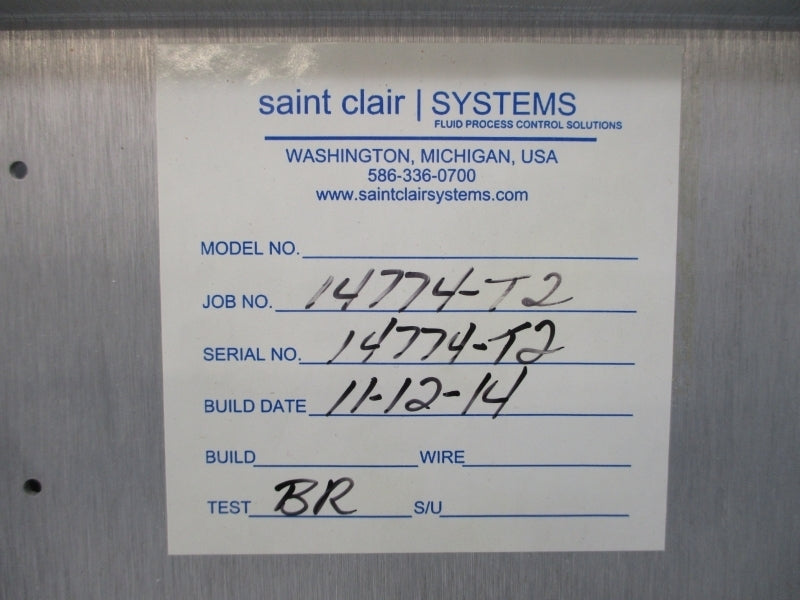 saint clair | SYSTEMS
FLUID PROCESS CONTROL SOLUTIONS
WASHINGTON, MICHIGAN, USA
586-336-0700
www.saintclairsystems.com
MODEL NO.
JOB NO. 14774-T2
SERIAL NO. 14774-T2
BUILD DATE 11-12-14
BUILD WIRE
TEST BR S/U